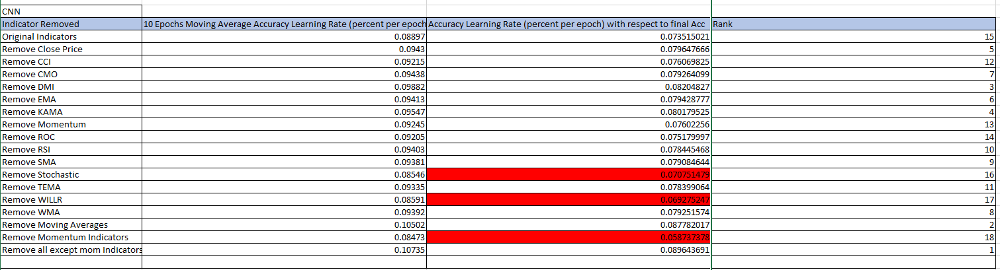 CNN
Indicator Removed 10 Epochs Moving Average Accuracy Learning Rate (percent per epoch Accuracy Learning Rate (percent per epoch) with respect to final Acc Rank
Original Indicators 0.08897 0.073515021 15
Remove Close Price 0.0943 0.079647666 5
Remove CCI 0.09215 0.076069825 12
Remove CMO 0.09438 0.079264099 7
Remove DMI 0.09882 0.08204827 3
Remove EMA 0.09413 0.079428777 6
Remove KAMA 0.09547 0.080179525 4
Remove Momentum 0.09245 0.07602256 13
Remove ROC 0.09205 0.075179997 14
Remove RSI 0.09403 0.078445468 10
Remove SMA 0.09381 0.079084644 9
Remove Stochastic 0.08546 0.070751479 16
Remove TEMA 0.09335 0.078399064 11
Remove WILLR 0.08591 0.069275247 17
Remove WMA 0.09392 0.079251574 8
Remove Moving Averages 0.10502 0.087782017 2
Remove Momentum Indicators 0.08473 0.058737378 18
Remove all except mom Indicators 0.10735 0.089643691 1